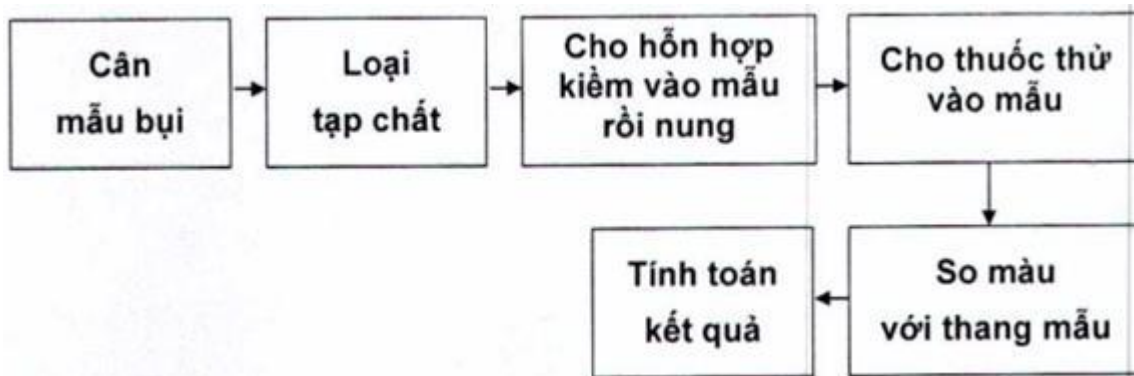 Cân
mẫu bụi
Loại
tạp chất
Cho hỗn hợp
kiềm vào mẫu
rồi nung
Cho thuốc thử
vào mẫu
So màu
với thang mẫu
Tính toán
kết quả